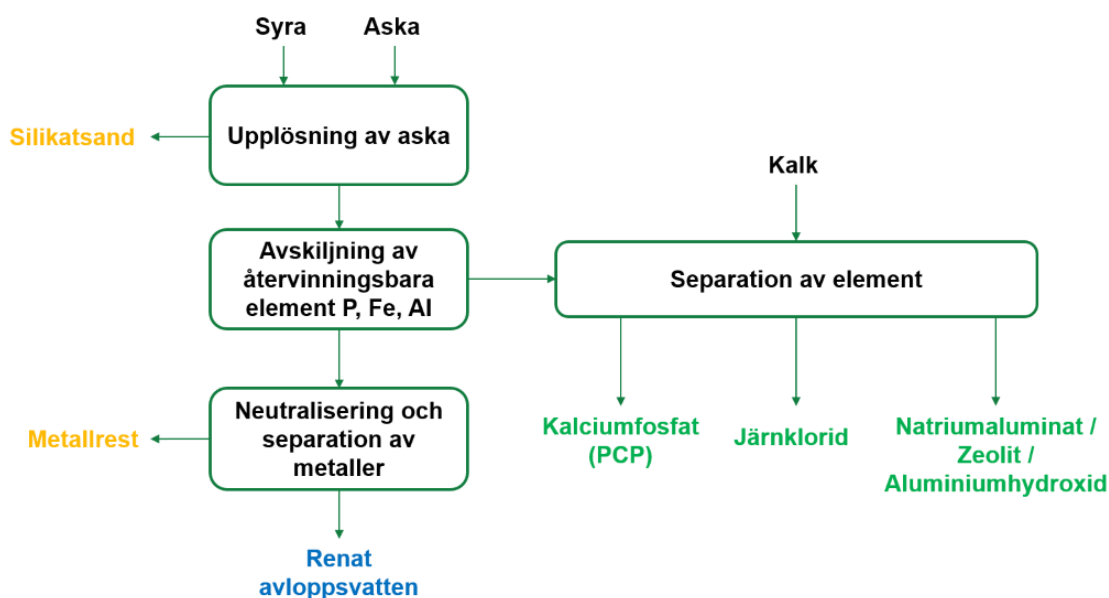 Syra
Aska
Upplösning av aska
Silikatsand
Kalk
Avskiljning av
återvinningsbara
element P, Fe, Al
Separation av element
Neutralisering och
separation av
metaller
Metallrest
Kalciumfosfat
(PCP)
Järnklorid
Natriumaluminat /
Zeolit /
Aluminiumhydroxid
Renat
avloppsvatten